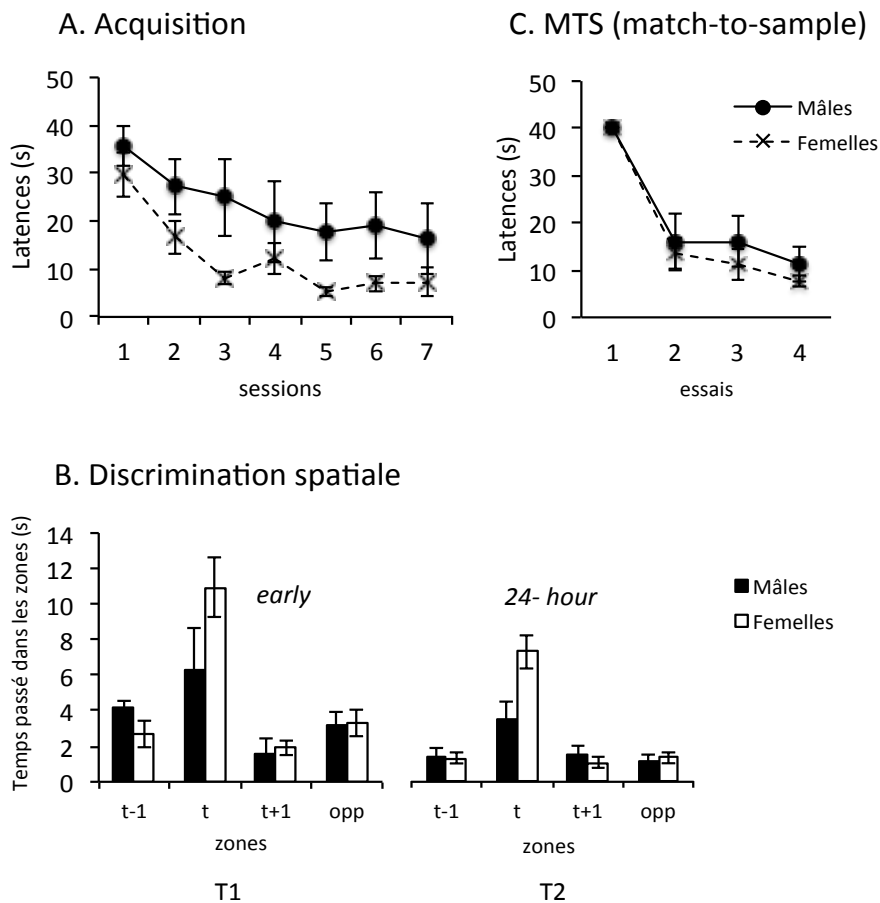 A. Acquisition
C. MTS (match-to-sample)
Latences (s)
50
40
30
20
10
0
1 2 3 4 5 6 7
sessions
Latences (s)
50
40
30
20
10
0
1 2 3 4
essais
Mâles
Femelles
B. Discrimination spatiale
Temps passé dans les zones (s)
14
12
10
8
6
4
2
0
early
24- hour
Mâles
Femelles
t-1 t t+1 opp
t-1 t t+1 opp
zones
zones
T1
T2